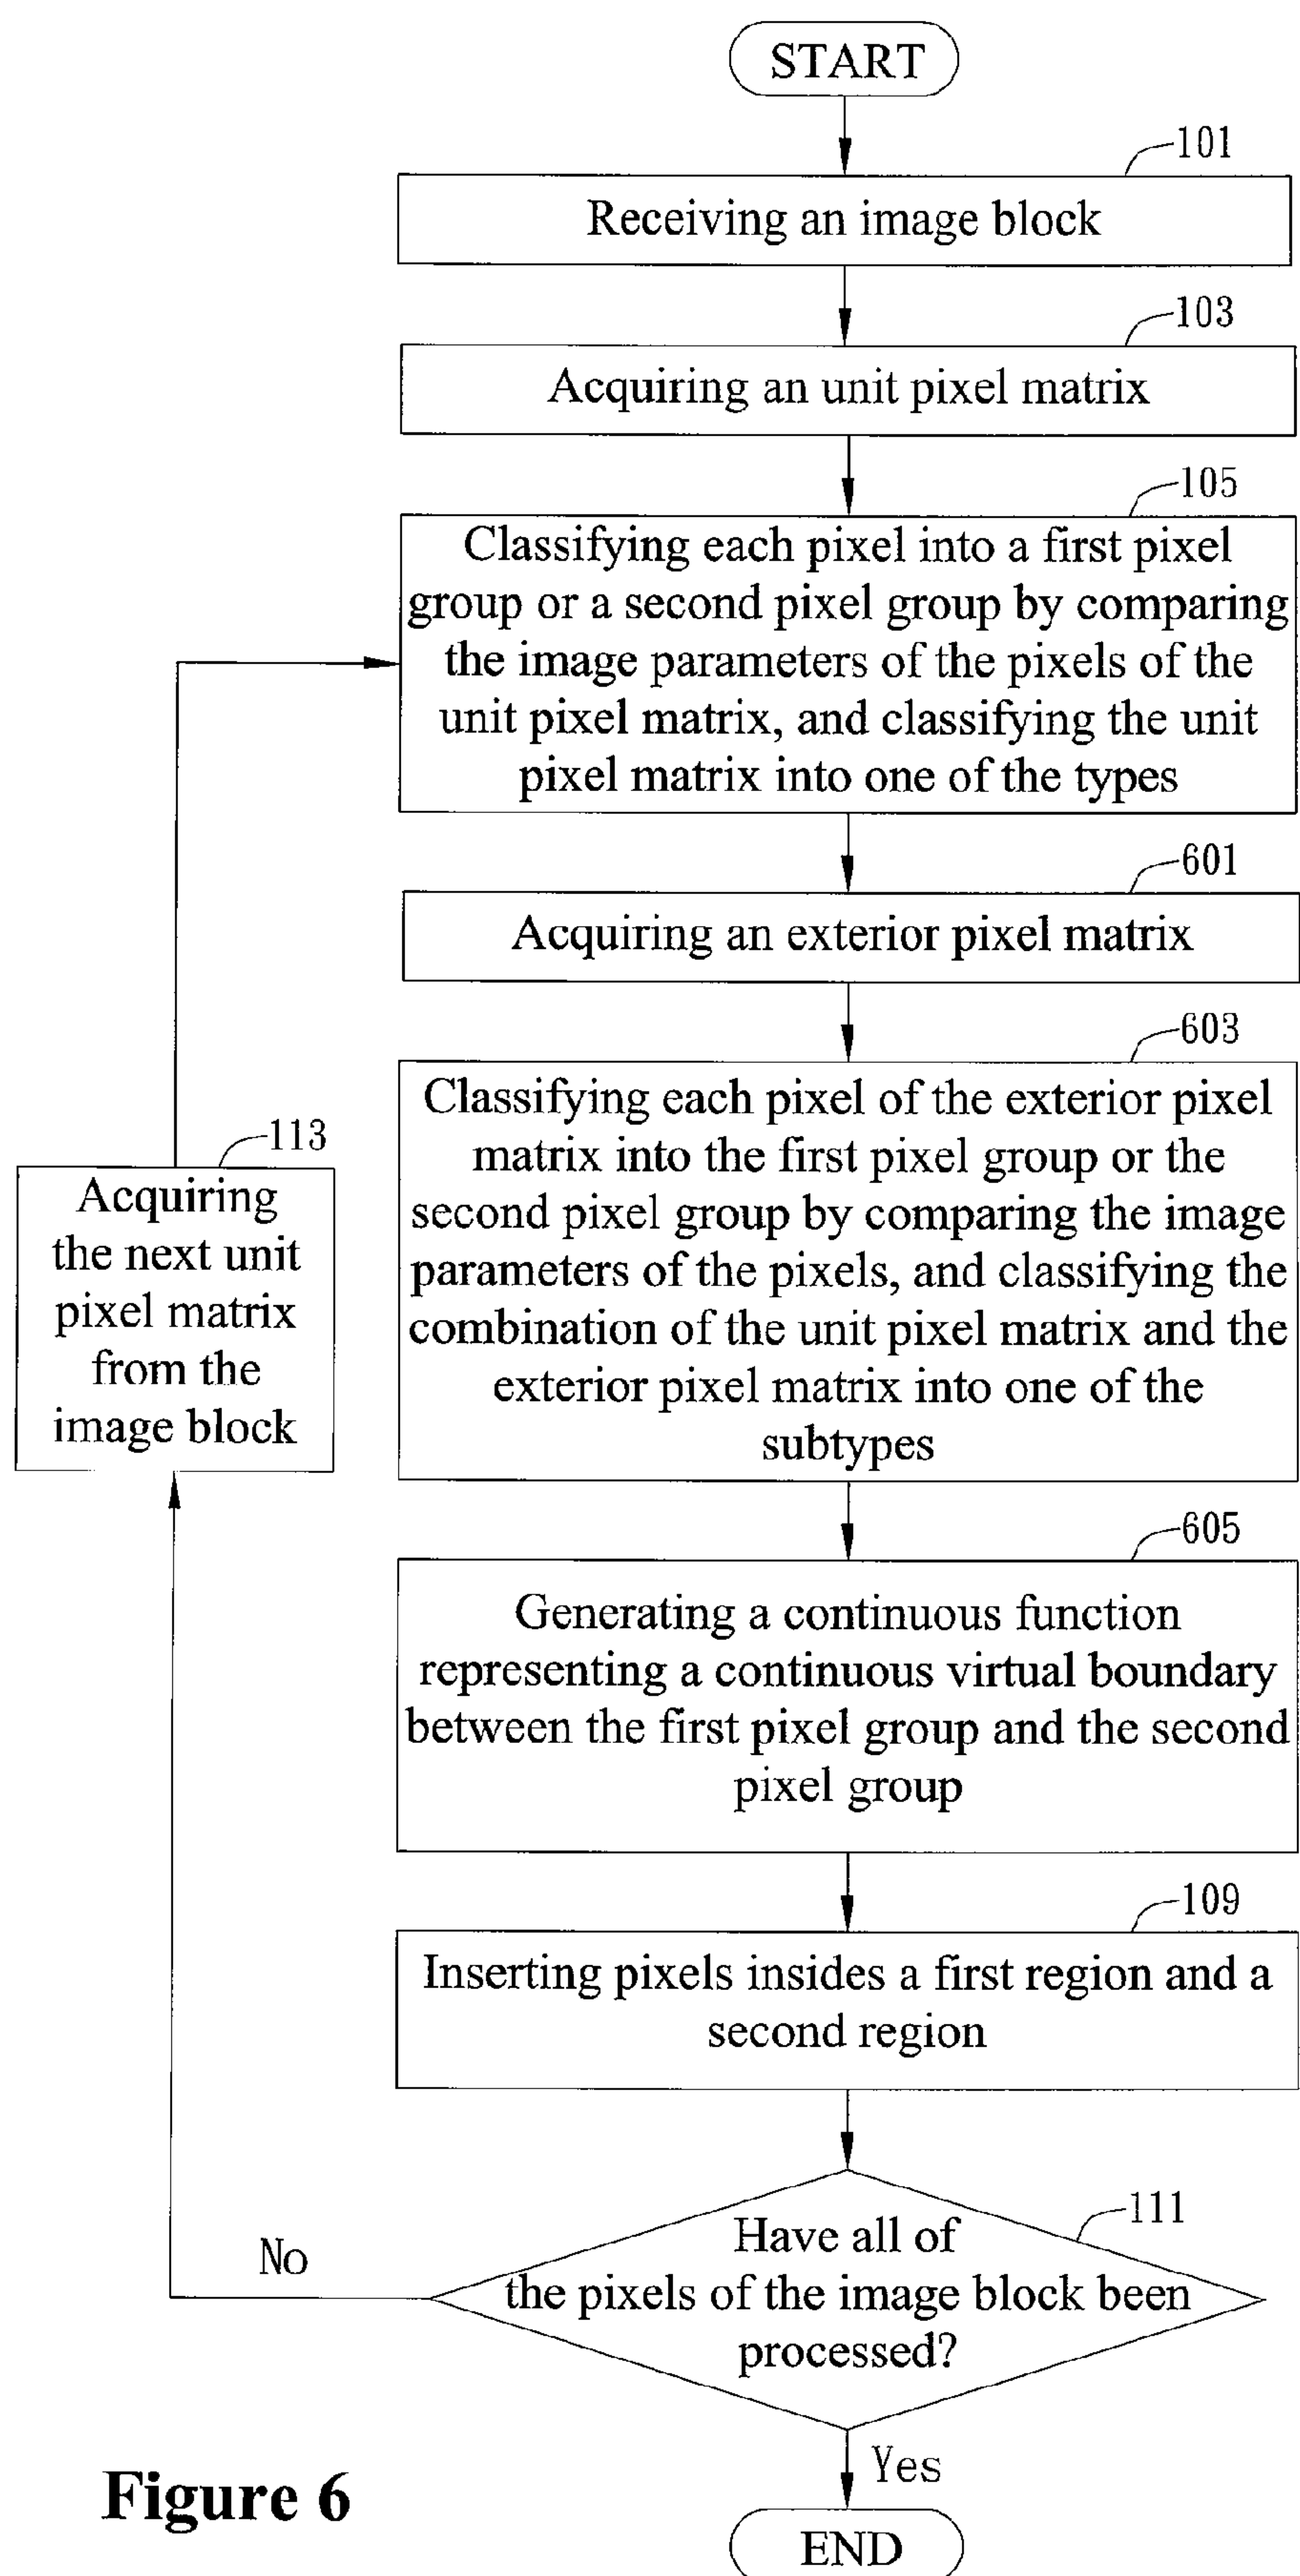 START
101
Receiving an image block
103
Acquiring an unit pixel matrix
105
Classifying each pixel into a first pixel
group or a second pixel group by comparing
the image parameters of the pixels of the
unit pixel matrix, and classifying the unit
pixel matrix into one of the types
601
Acquiring an exterior pixel matrix
603
Classifying each pixel of the exterior pixel
matrix into the first pixel group or the
second pixel group by comparing the image
parameters of the pixels, and classifying the
combination of the unit pixel matrix and the
exterior pixel matrix into one of the
subtypes
113
Acquiring
the next unit
pixel matrix
from the
image block
605
Generating a continuous function
representing a continuous virtual boundary
between the first pixel group and the second
pixel group
109
Inserting pixels insides a first region and a
second region
111
Have all of
the pixels of the image block been
processed?
No
Yes
END
Figure 6